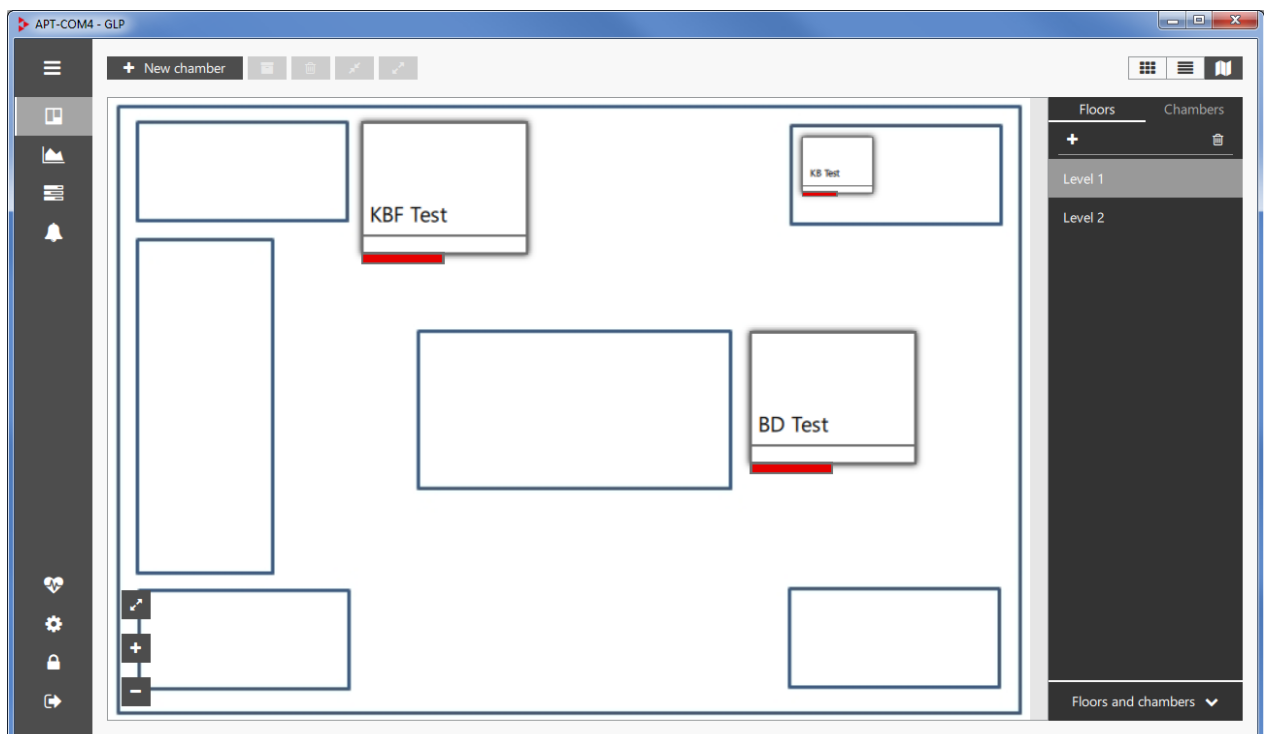 APT-COM4 - GLP
New chamber
Floors Chambers
Level 1
Level 2
KBF Test
KB Test
BD Test
Floors and chambers